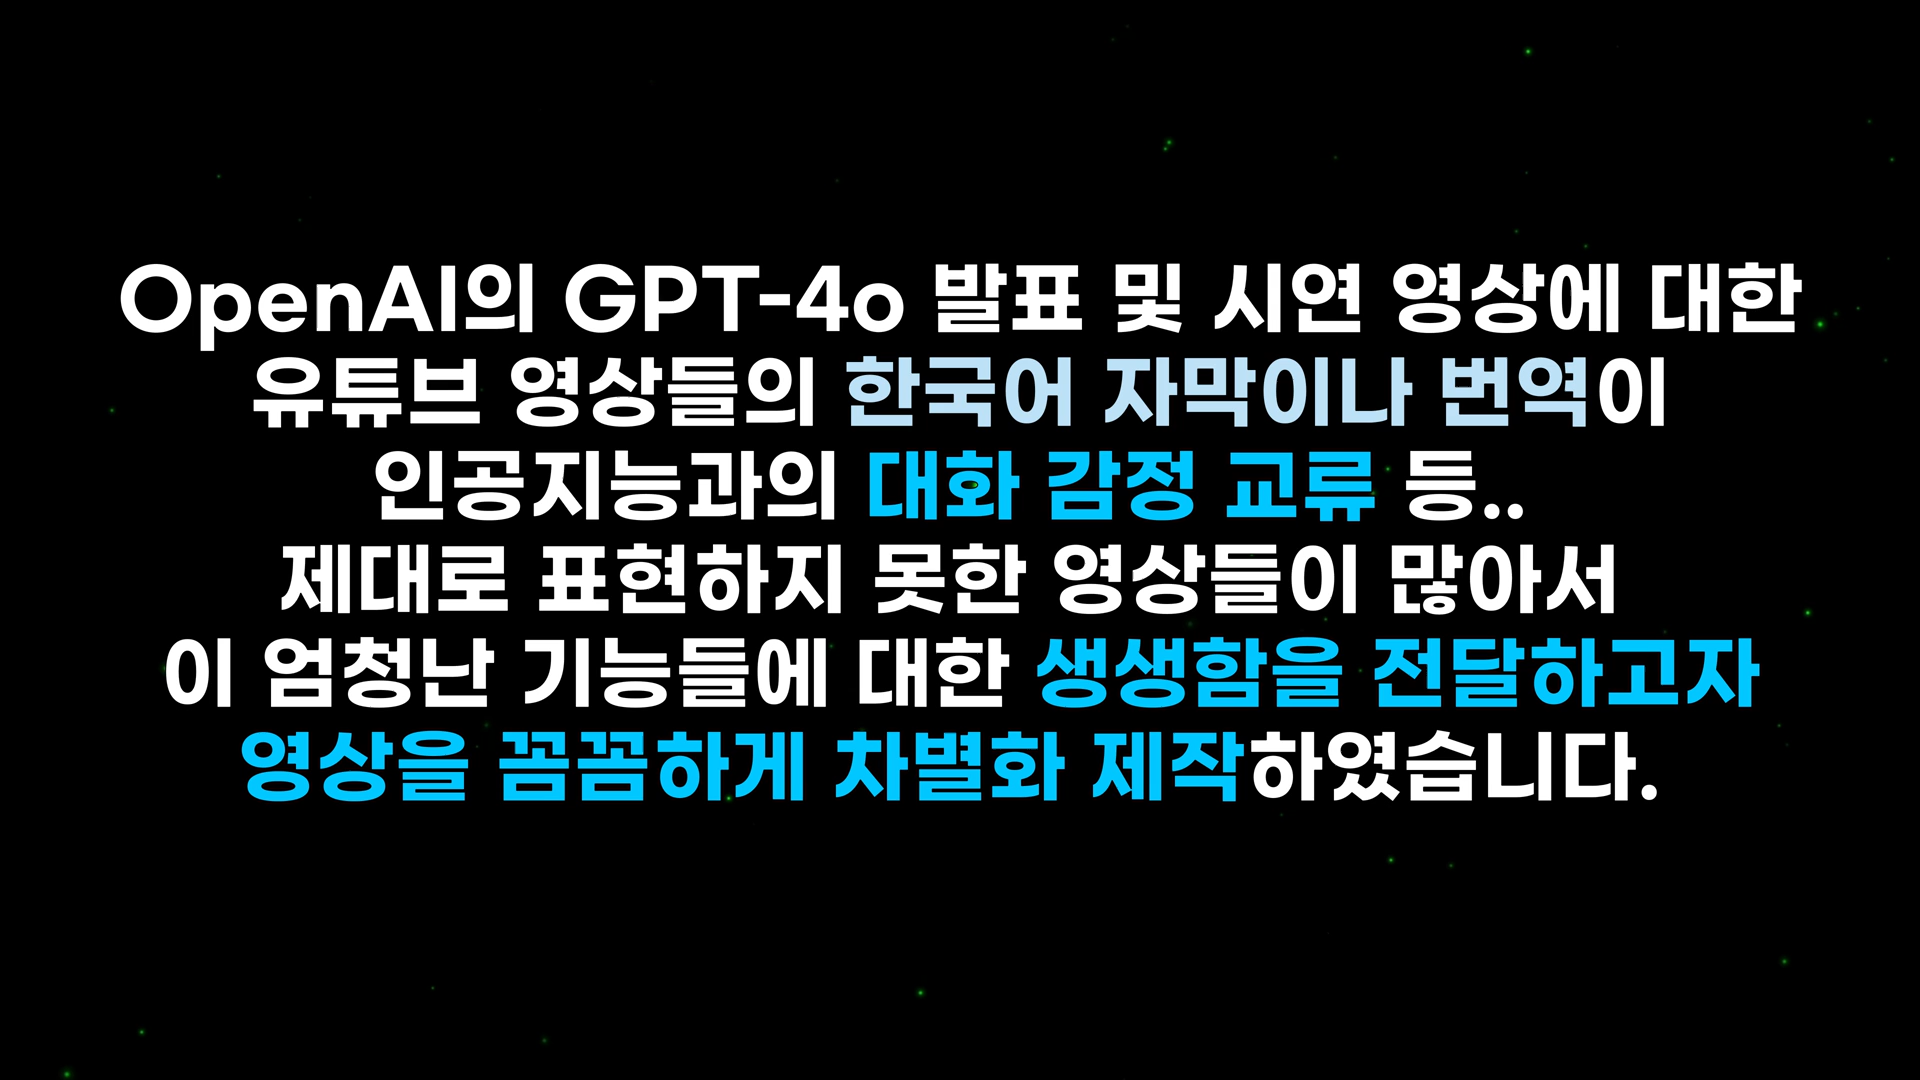 OpenAI의 GPT-4o 발표 및 시연 영상에 대한
유튜브 영상들의 한국어 자막이나 번역이
인공지능과의 대화 감정 교류 등..
제대로 표현하지 못한 영상들이 많아서
이 엄청난 기능들에 대한 생생함을 전달하고자
영상을 꼼꼼하게 차별화 제작하였습니다.